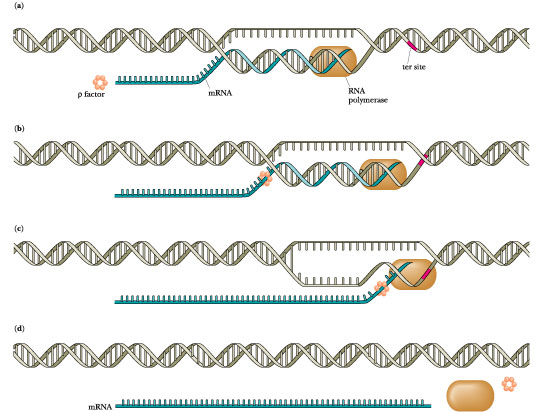 (a)
ρ factor
mRNA
RNA
polymerase
ter site
(b)
(c)
(d)
mRNA